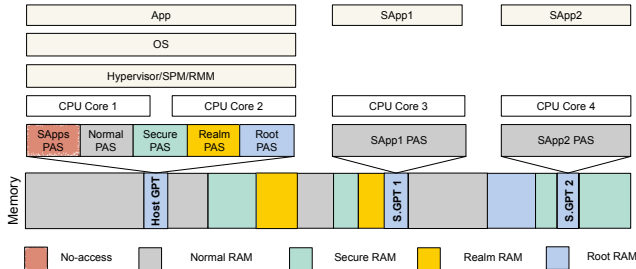 App
SApp1
SApp2
OS
Hypervisor/SPM/RMM
CPU Core 1
CPU Core 2
CPU Core 3
CPU Core 4
SApps PAS
Normal PAS
Secure PAS
Realm PAS
Root PAS
SApp1 PAS
SApp2 PAS
Memory
Host GPT
S.GPT 1
S.GPT 2
No-access
Normal RAM
Secure RAM
Realm RAM
Root RAM